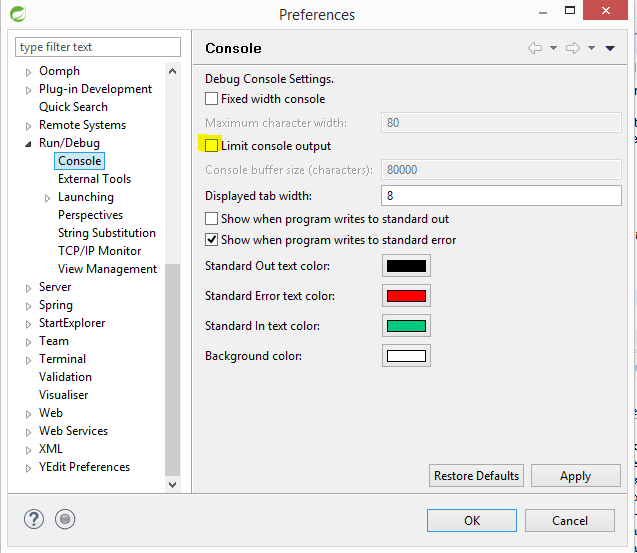 Preferences
type filter text
Oomph
Plug-in Development
Quick Search
Remote Systems
Run/Debug
Console
External Tools
Launching
Perspectives
String Substitution
TCP/IP Monitor
View Management
Server
Spring
StartExplorer
Team
Terminal
Validation
Visualiser
Web
Web Services
XML
YEdit Preferences
Console
Debug Console Settings.
Fixed width console
Maximum character width: 80
Limit console output
Console buffer size (characters): 80000
Displayed tab width: 8
Show when program writes to standard out
Show when program writes to standard error
Standard Out text color:
Standard Error text color:
Standard In text color:
Background color:
Restore Defaults Apply
OK Cancel